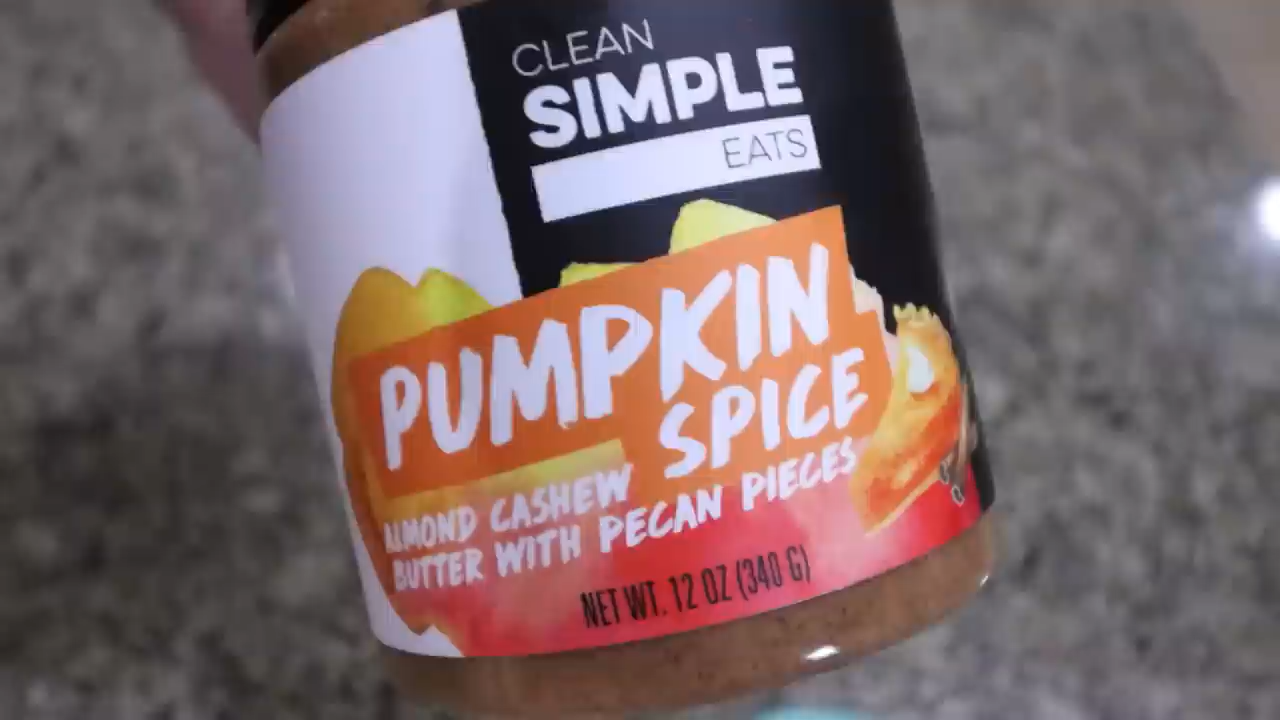 CLEAN
SIMPLE
EATS
PUMPKIN
SPICE
ALMOND CASHEW
BUTTER WITH PECAN PIECES
NET WT. 12 OZ (340 G)